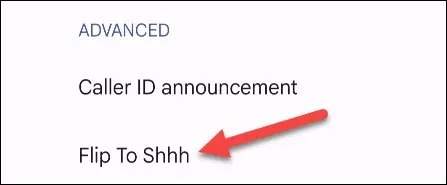 ADVANCED
Caller ID announcement
Flip To Shhh